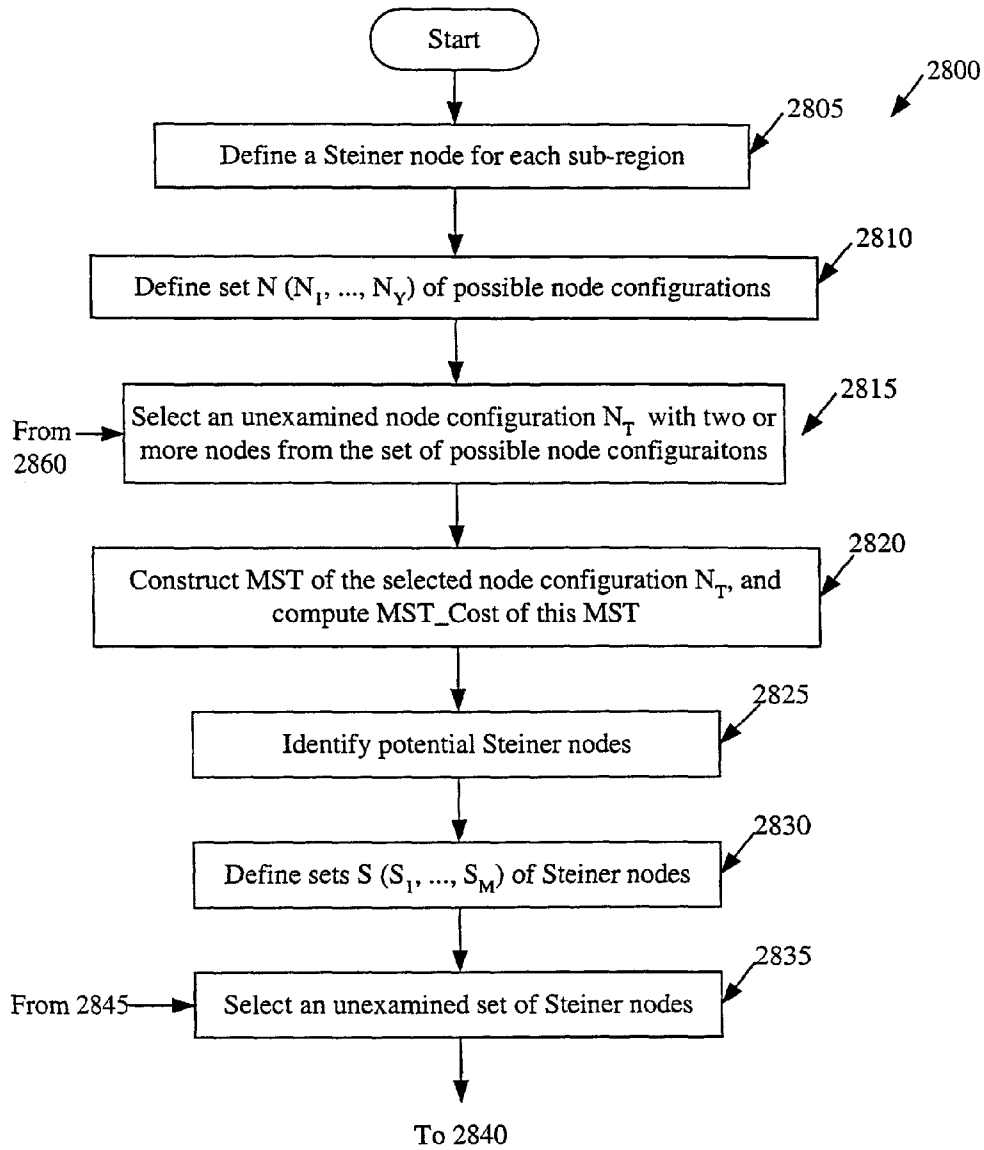 Start
2800
2805
Define a Steiner node for each sub-region
2810
Define set N (N₁, ..., N_Y) of possible node configurations
2815
Select an unexamined node configuration N_T with two or
more nodes from the set of possible node configuraitons
From
2860
2820
Construct MST of the selected node configuration N_T, and
compute MST_Cost of this MST
2825
Identify potential Steiner nodes
2830
Define sets S (S₁, ..., S_M) of Steiner nodes
2835
From 2845
Select an unexamined set of Steiner nodes
To 2840